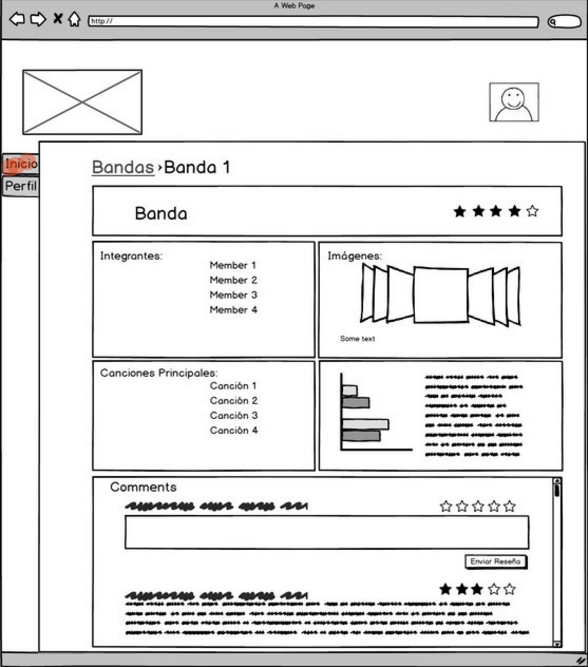 A Web Page
http://
Inicio
Perfil
Bandas › Banda 1
Banda
Integrantes:
Member 1
Member 2
Member 3
Member 4
Imágenes:
Some text
Canciones Principales:
Canción 1
Canción 2
Canción 3
Canción 4
Comments
Enviar Reseña